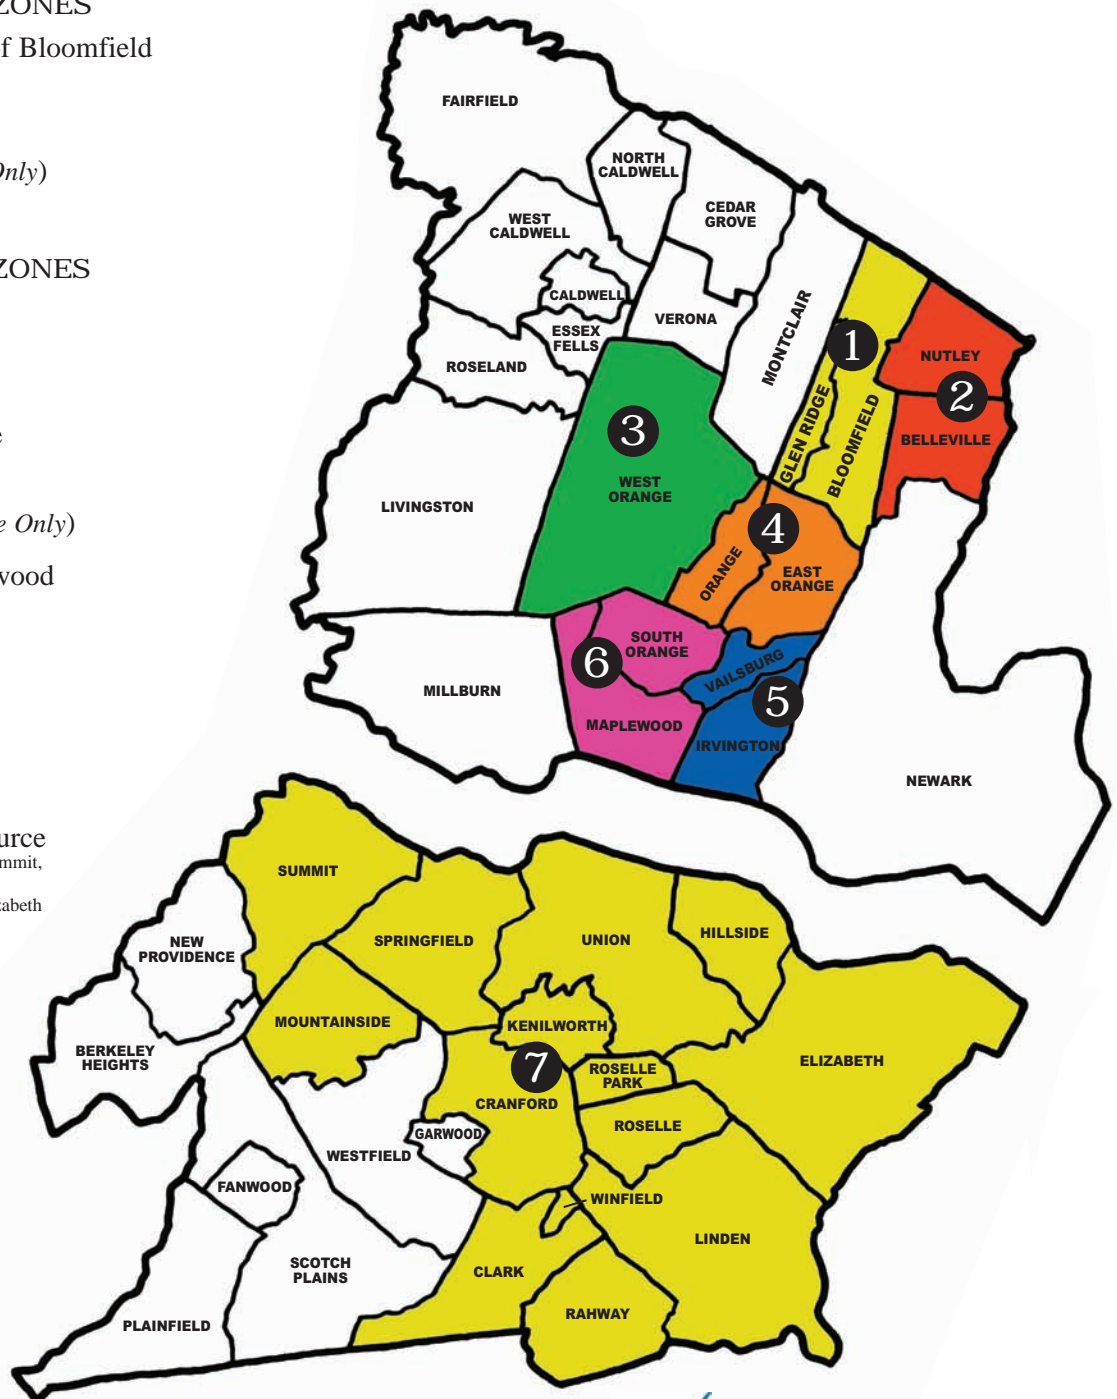 ZONES
f Bloomfield
Only)
ZONES
e
e Only)
wood
urce
mmit,
zabeth
FAIRFIELD
NORTH
CALDWELL
CEDAR
GROVE
WEST
CALDWELL
CALDWELL
ESSEX
FELLS
VERONA
ROSELAND
MONTCLAIR
1
GLEN RIDGE
BLOOMFIELD
NUTLEY
2
BELLEVILLE
3
WEST
ORANGE
LIVINGSTON
4
ORANGE
EAST
ORANGE
SOUTH
ORANGE
6
VAILSBURG
MILLBURN
MAPLEWOOD
5
IRVINGTON
NEWARK
SUMMIT
SPRINGFIELD
UNION
HILLSIDE
NEW
PROVIDENCE
MOUNTAINSIDE
KENILWORTH
BERKELEY
HEIGHTS
7
ROSELLE
PARK
ELIZABETH
CRANFORD
GARWOOD
ROSELLE
WESTFIELD
FANWOOD
WINFIELD
LINDEN
SCOTCH
PLAINS
CLARK
RAHWAY
PLAINFIELD